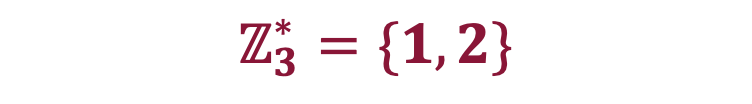 ℤ₃* = {1, 2}